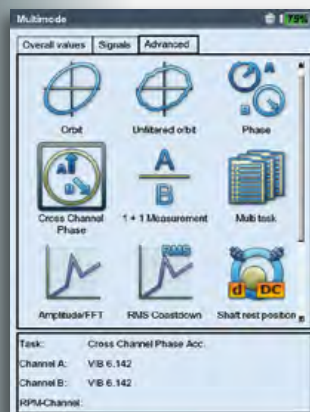 Multimode 79%
Overall values Signals Advanced
A
B
Orbit Unfiltered orbit Phase
A
B
A
B
Cross Channel Phase 1 + 1 Measurement Multi task
RMS
d DC
Amplitude/FFT RMS Coastdown Shaft rest position
Task: Cross Channel Phase Acc.
Channel A: VIB 6.142
Channel B: VIB 6.142
RPM-Channel: